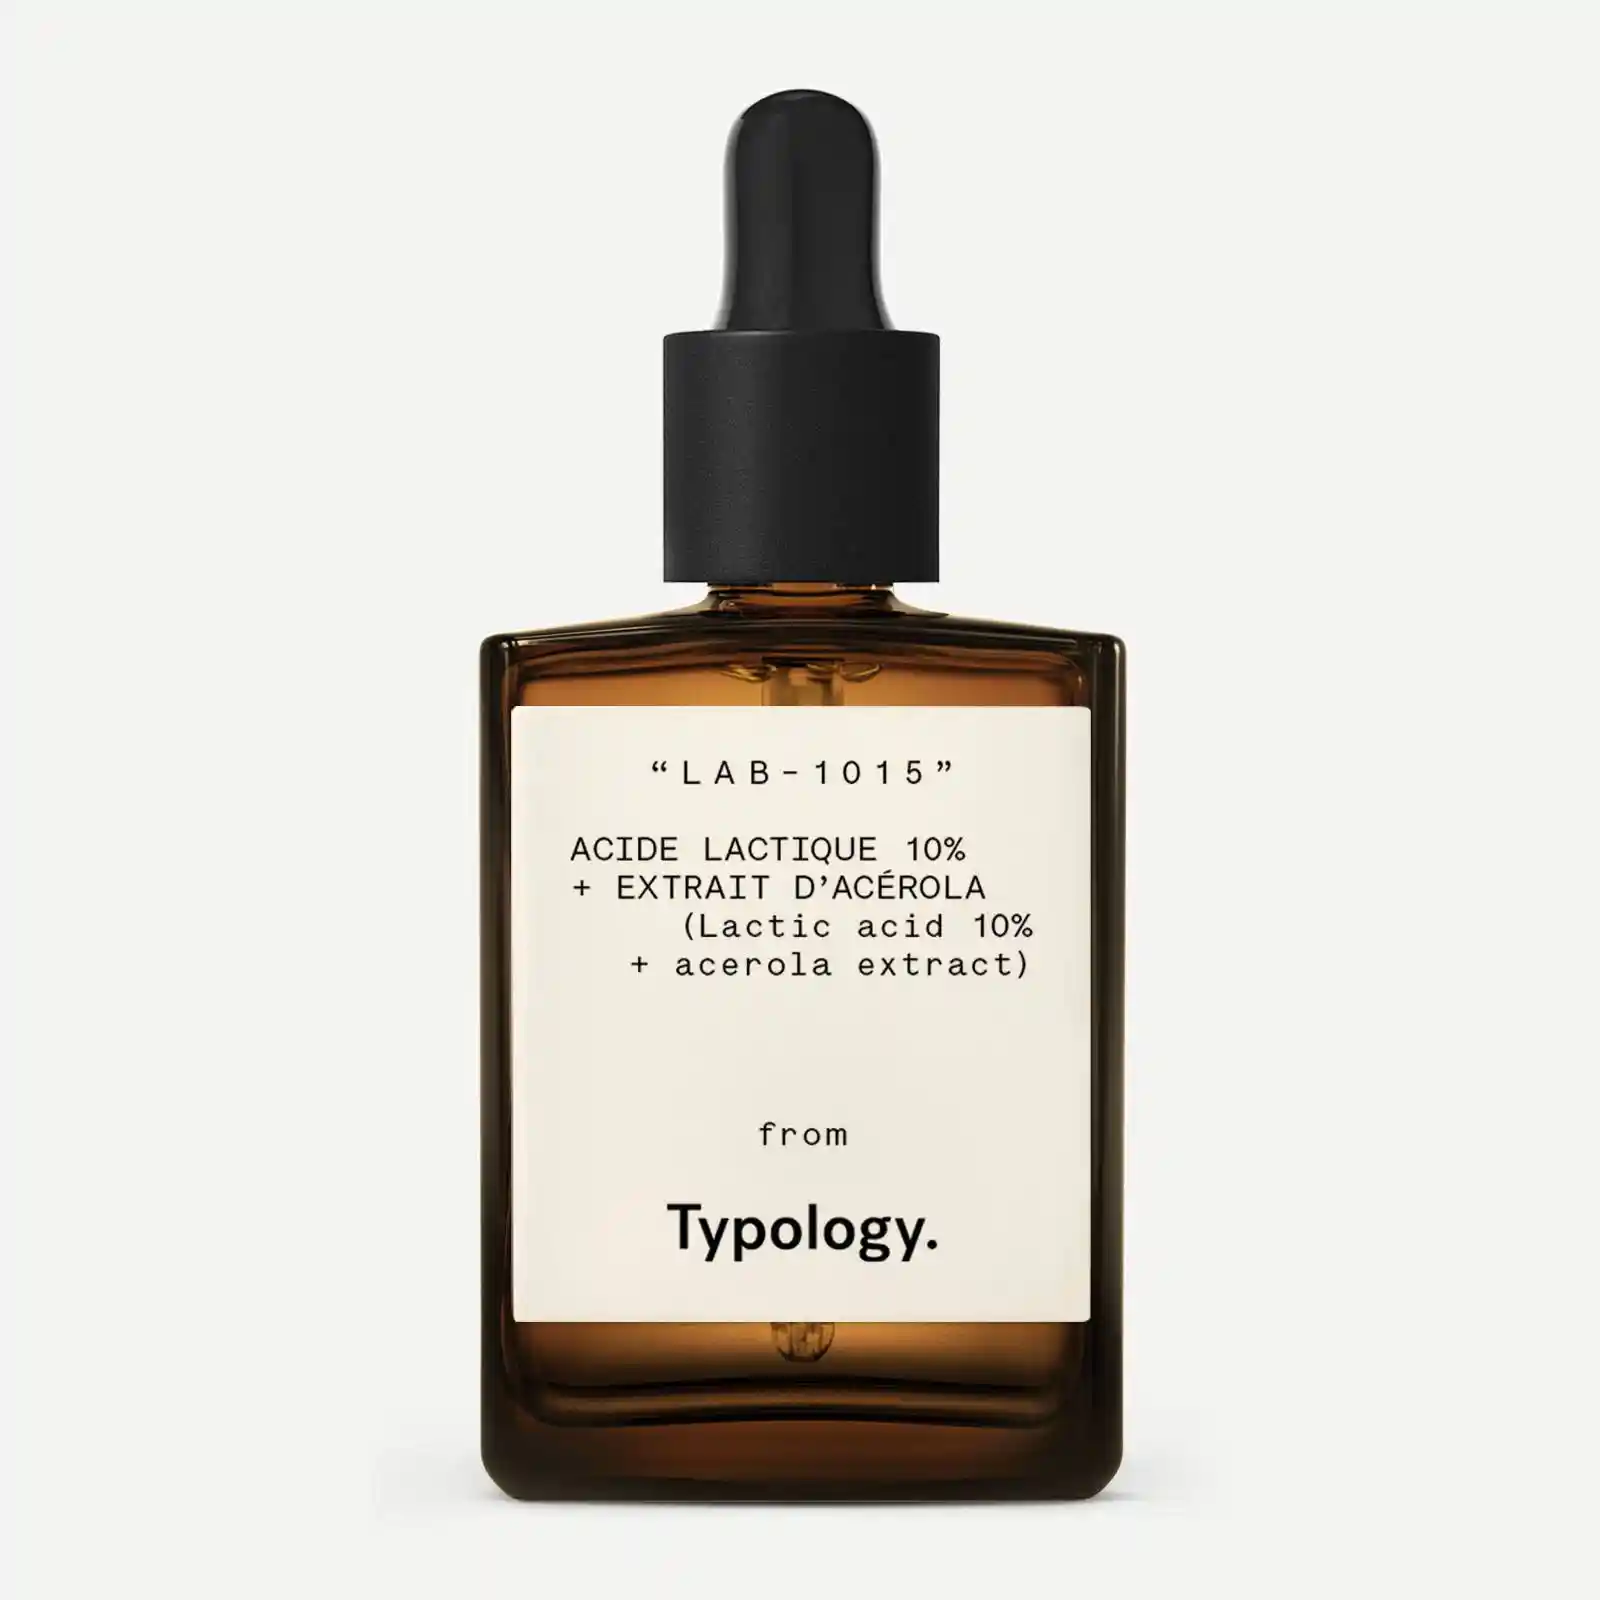 “LAB-1015”
ACIDE LACTIQUE 10%
+ EXTRAIT D’ACÉROLA
(Lactic acid 10%
+ acerola extract)
from
Typology.